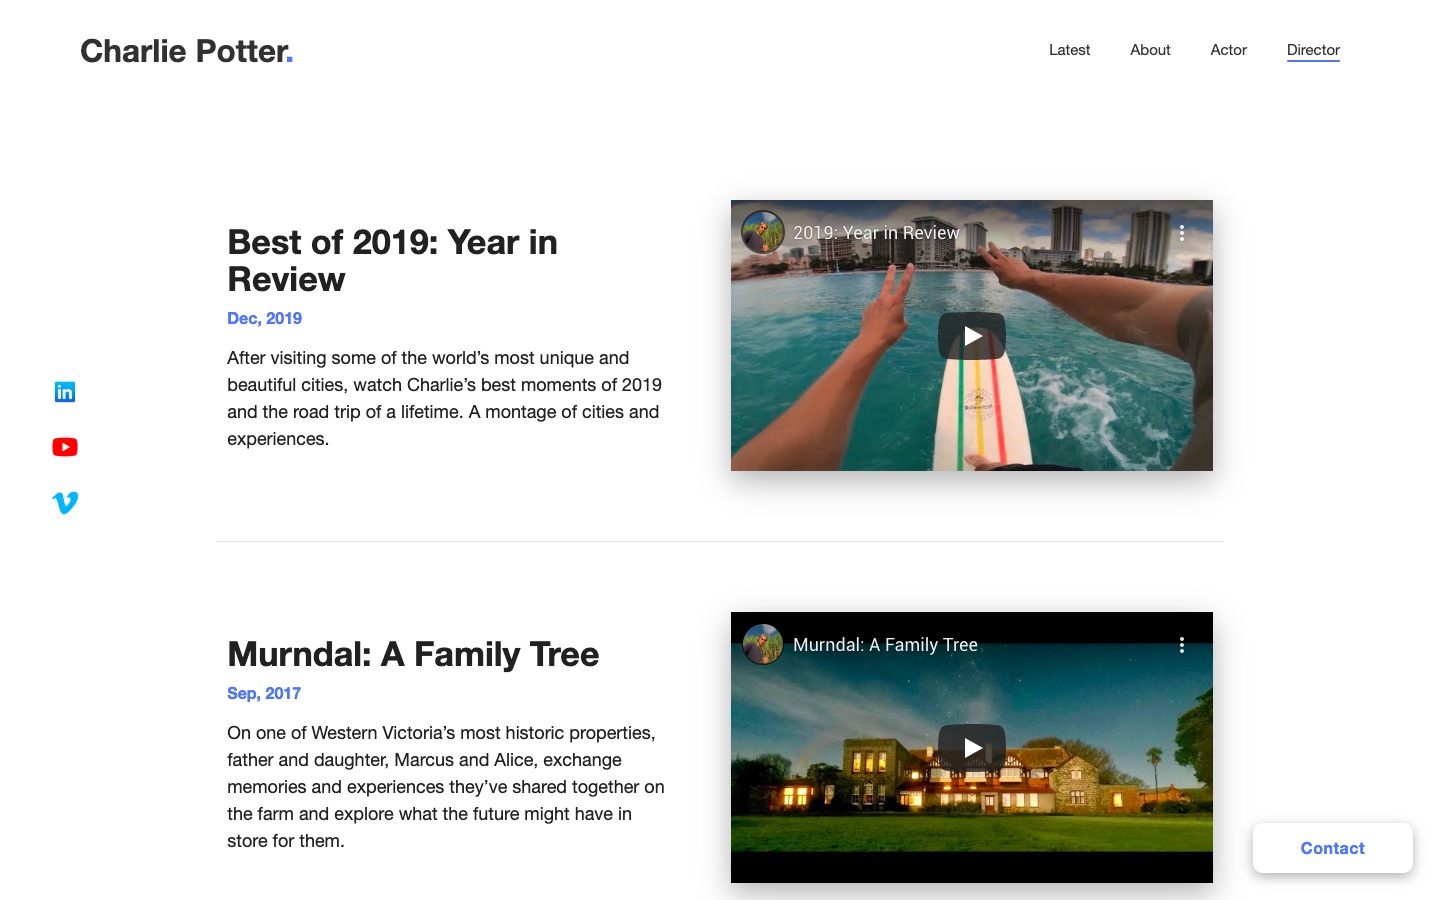 Charlie Potter.
Latest
About
Actor
Director
Best of 2019: Year in
Review
Dec, 2019
After visiting some of the world’s most unique and
beautiful cities, watch Charlie’s best moments of 2019
and the road trip of a lifetime. A montage of cities and
experiences.
2019: Year in Review
in
Murndal: A Family Tree
Sep, 2017
On one of Western Victoria’s most historic properties,
father and daughter, Marcus and Alice, exchange
memories and experiences they’ve shared together on
the farm and explore what the future might have in
store for them.
Murndal: A Family Tree
Contact